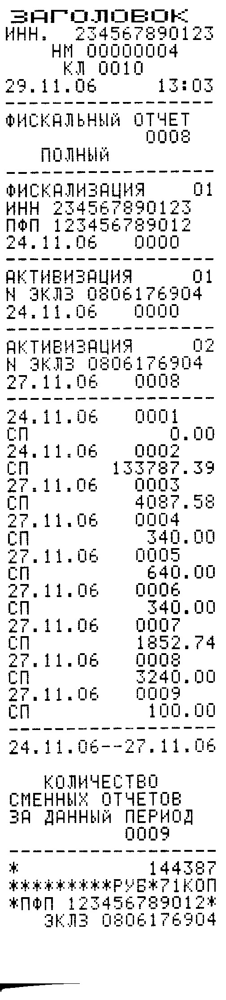 ЗАГОЛОВОК
ИНН. 234567890123
НМ 00000004
КЛ 0010
29.11.06 13:03
------------------
ФИСКАЛЬНЫЙ ОТЧЕТ
0008
ПОЛНЫЙ
------------------
ФИСКАЛИЗАЦИЯ 01
ИНН 234567890123
ПФП 123456789012
24.11.06 0000
------------------
АКТИВИЗАЦИЯ 01
N ЭКЛЗ 0806176904
24.11.06 0000
------------------
АКТИВИЗАЦИЯ 02
N ЭКЛЗ 0806176904
27.11.06 0008
------------------
24.11.06 0001
СП 0.00
24.11.06 0002
СП 133787.39
27.11.06 0003
СП 4087.58
27.11.06 0004
СП 340.00
27.11.06 0005
СП 640.00
27.11.06 0006
СП 340.00
27.11.06 0007
СП 1852.74
27.11.06 0008
СП 3240.00
27.11.06 0009
СП 100.00
------------------
24.11.06--27.11.06
КОЛИЧЕСТВО
СМЕННЫХ ОТЧЕТОВ
ЗА ДАННЫЙ ПЕРИОД
0009
------------------
* 144387
*********РУБ*71КОП
*ПФП 123456789012*
ЭКЛЗ 0806176904